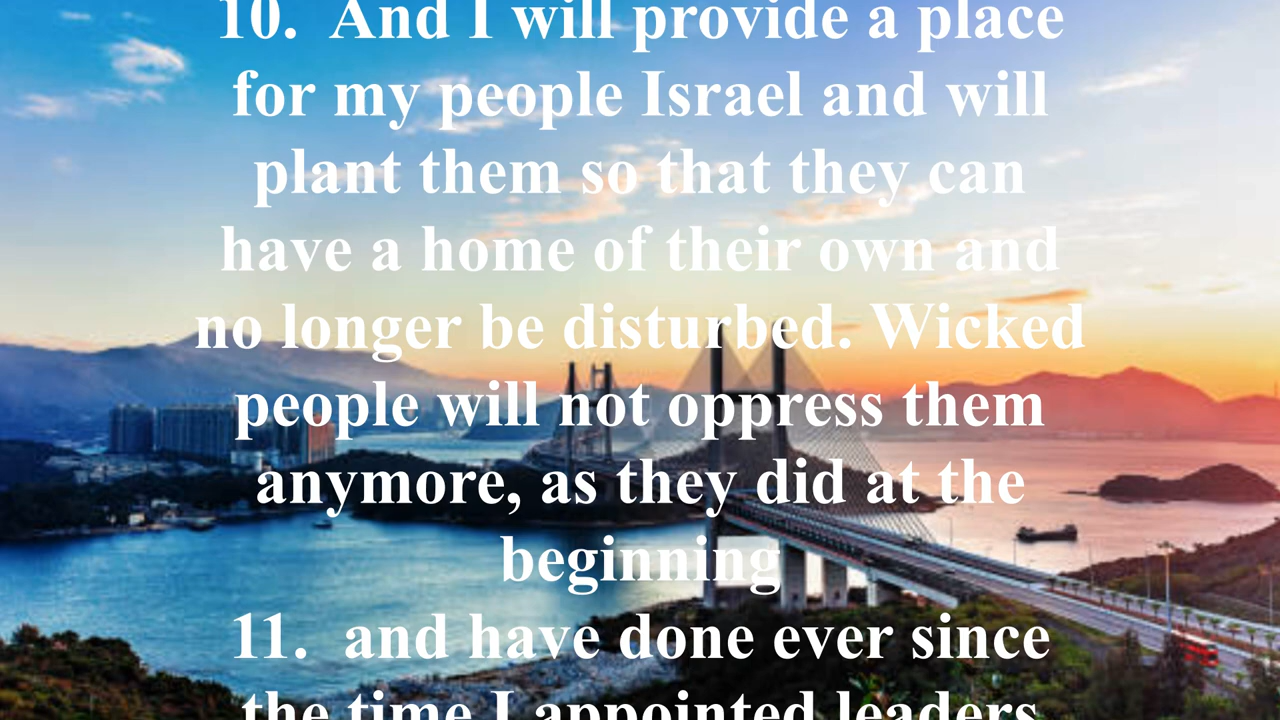 10.  And I will provide a place
for my people Israel and will
plant them so that they can
have a home of their own and
no longer be disturbed. Wicked
people will not oppress them
anymore, as they did at the
beginning
11.  and have done ever since
the time I appointed leaders